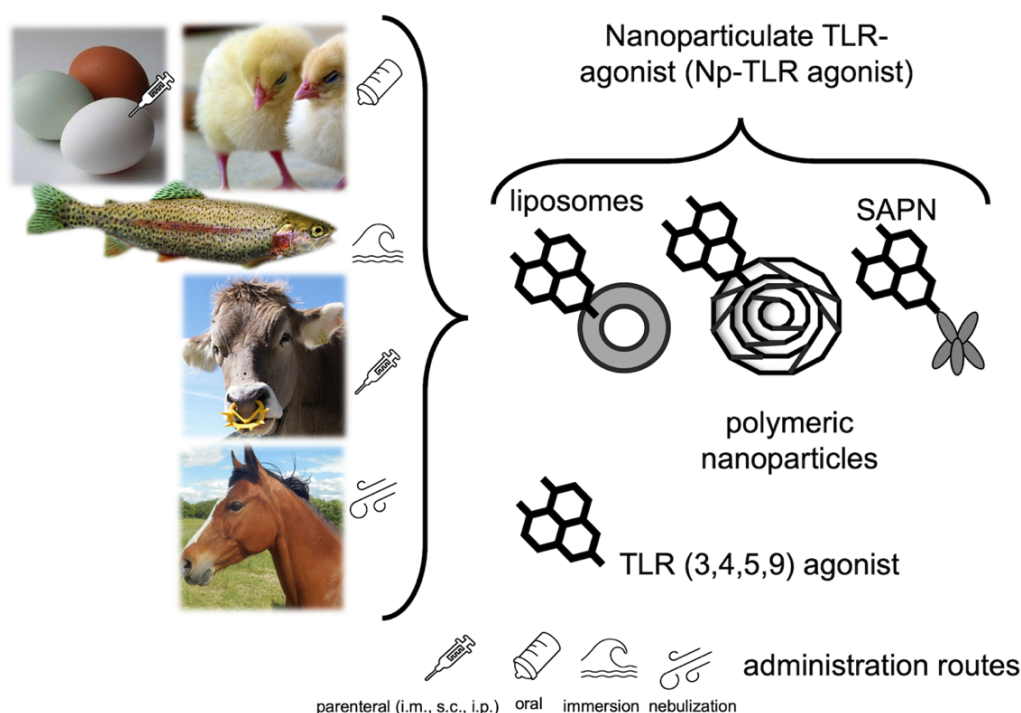 Nanoparticulate TLR-
agonist (Np-TLR agonist)
liposomes
SAPN
polymeric
nanoparticles
TLR (3,4,5,9) agonist
administration routes
parenteral (i.m., s.c., i.p.)
oral
immersion
nebulization